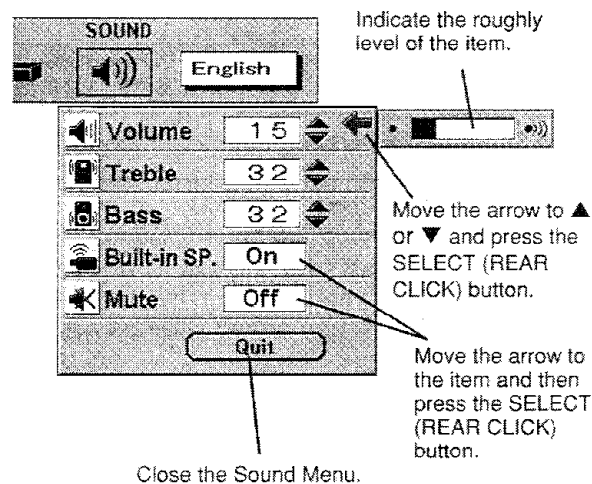 SOUND
English
Indicate the roughly
level of the item.
Volume 15
Treble 32
Bass 32
Built-in SP. On
Mute Off
Quit
Move the arrow to ▲
or ▼ and press the
SELECT (REAR
CLICK) button.
Move the arrow to
the item and then
press the SELECT
(REAR CLICK)
button.
Close the Sound Menu.